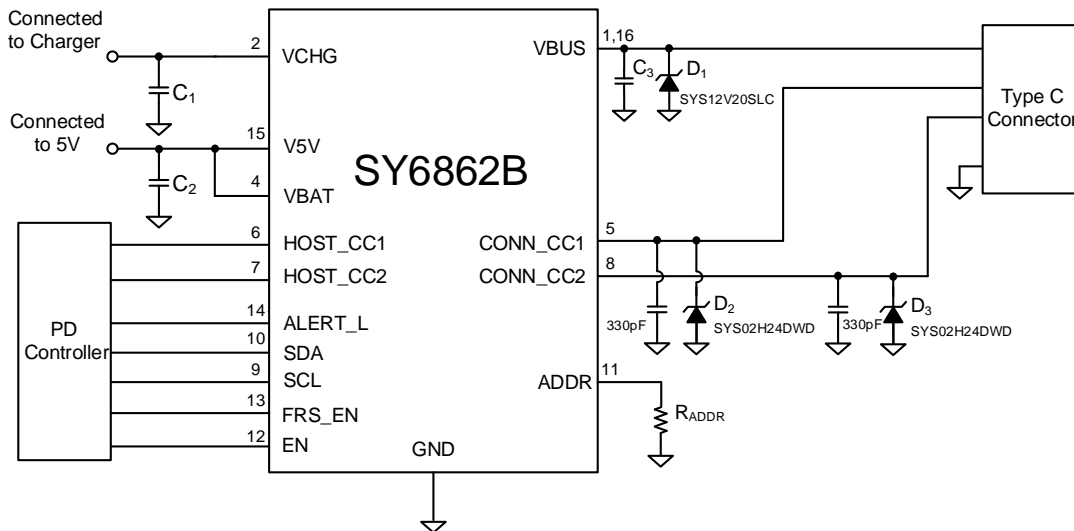 Connected
to Charger
2
VCHG
C1
Connected
to 5V
15
V5V
4
VBAT
C2
SY6862B
VBUS
1,16
C3
D1
SYS12V20SLC
Type C
Connector
PD
Controller
6
HOST_CC1
7
HOST_CC2
14
ALERT_L
10
SDA
9
SCL
13
FRS_EN
12
EN
GND
CONN_CC1
5
CONN_CC2
8
330pF
D2
SYS02H24DWD
330pF
D3
SYS02H24DWD
ADDR
11
RADDR